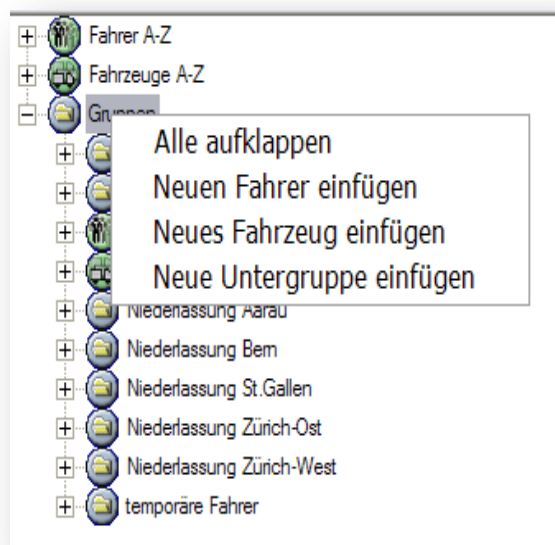 Fahrer A-Z
Fahrzeuge A-Z
Gruppen
Alle aufklappen
Neuen Fahrer einfügen
Neues Fahrzeug einfügen
Neue Untergruppe einfügen
Niederlassung Aarau
Niederlassung Bern
Niederlassung St.Gallen
Niederlassung Zürich-Ost
Niederlassung Zürich-West
temporäre Fahrer